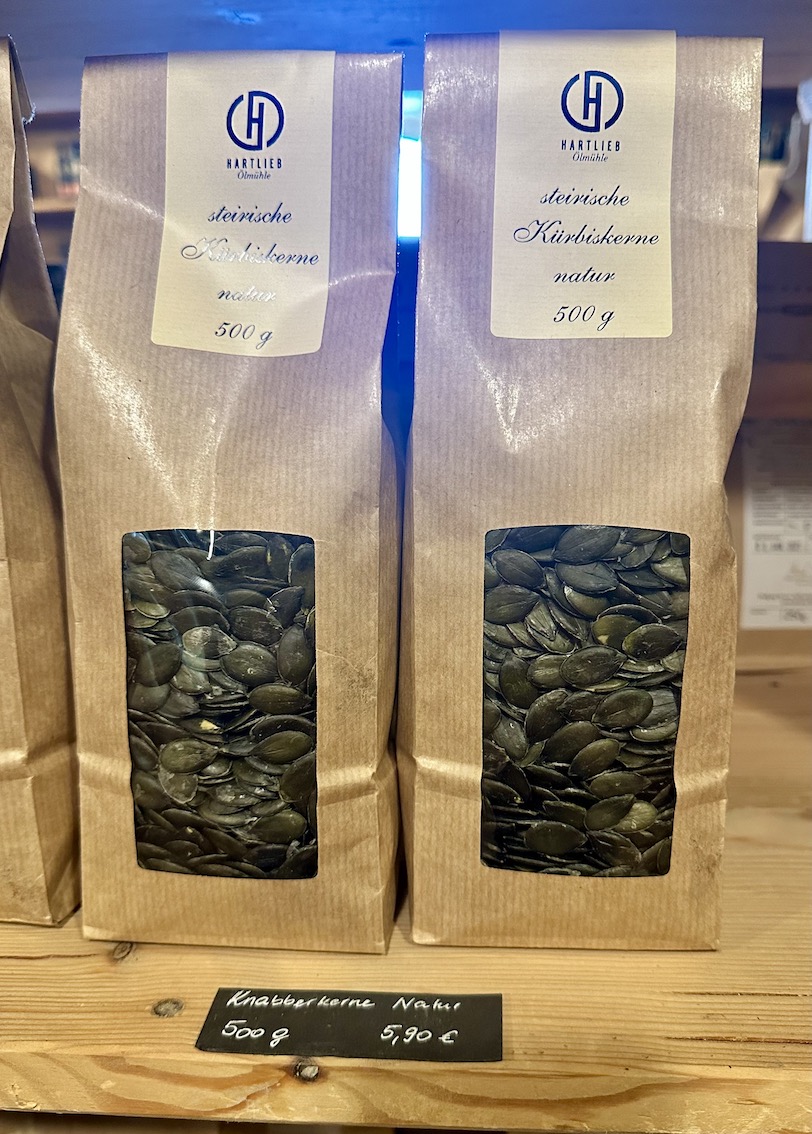 HARTLIEB
Ölmühle
steirische
Kürbiskerne
natur
500 g
HARTLIEB
Ölmühle
steirische
Kürbiskerne
natur
500 g
Knabberkerne Natur
500 g 5,90 €